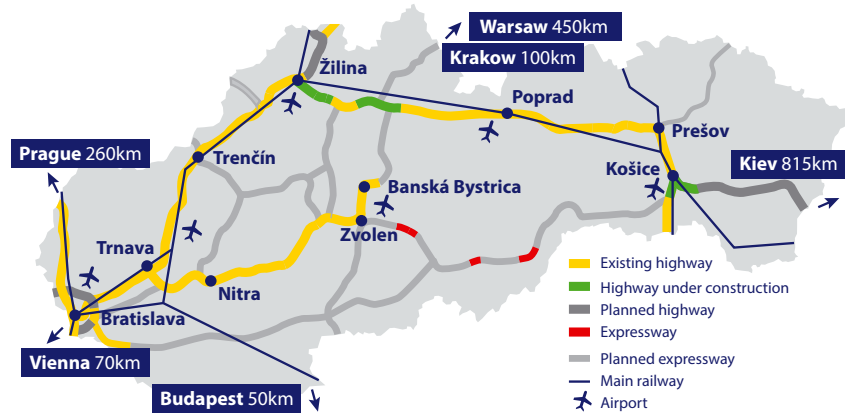 Warsaw 450km
Krakow 100km
Žilina
Poprad
Prešov
Prague 260km
Trenčín
Košice
Kiev 815km
Banská Bystrica
Trnava
Zvolen
Nitra
Bratislava
Vienna 70km
Budapest 50km
Existing highway
Highway under construction
Planned highway
Expressway
Planned expressway
Main railway
Airport